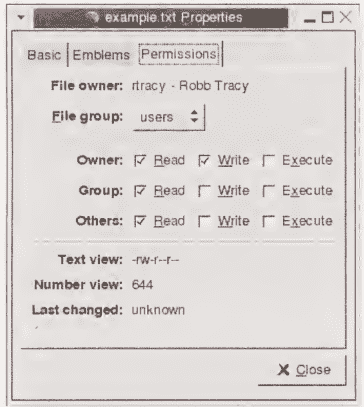 example.txt Properties
Basic Emblems Permissions
File owner: rtracy - Robb Tracy
File group: users
Owner: Read Write Execute
Group: Read Write Execute
Others: Read Write Execute
Text view: -rw-r--r--
Number view: 644
Last changed: unknown
Close